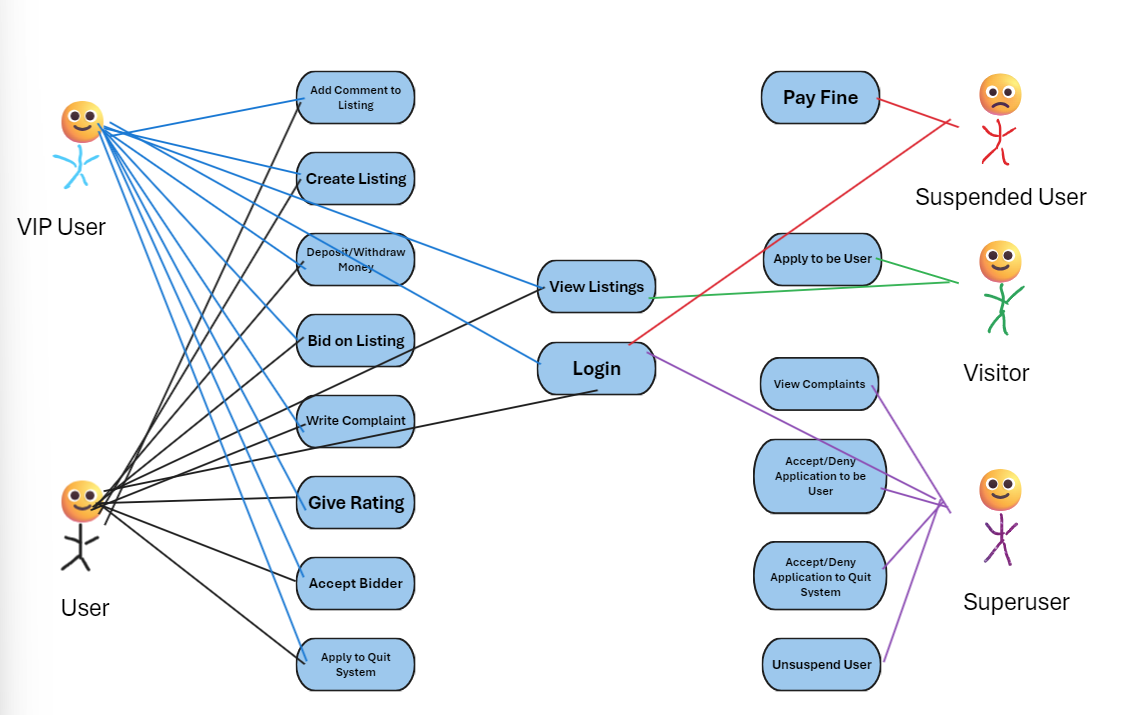 Add Comment to
Listing
Create Listing
Deposit/Withdraw
Money
Bid on Listing
Write Complaint
Give Rating
Accept Bidder
Apply to Quit
System
VIP User
User
View Listings
Login
Pay Fine
Apply to be User
View Complaints
Accept/Deny
Application to be
User
Accept/Deny
Application to Quit
System
Unsuspend User
Suspended User
Visitor
Superuser